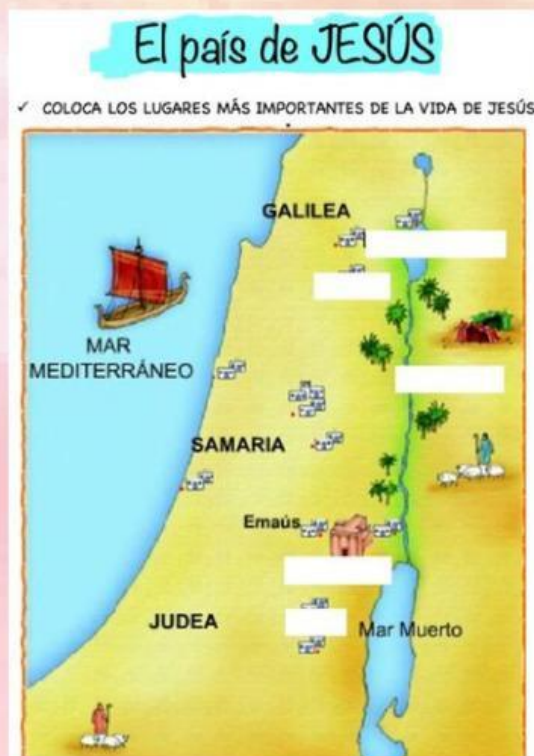 El país de JESÚS
✓ COLOCA LOS LUGARES MÁS IMPORTANTES DE LA VIDA DE JESÚS
GALILEA
MAR
MEDITERRÁNEO
SAMARIA
Emaús
JUDEA
Mar Muerto